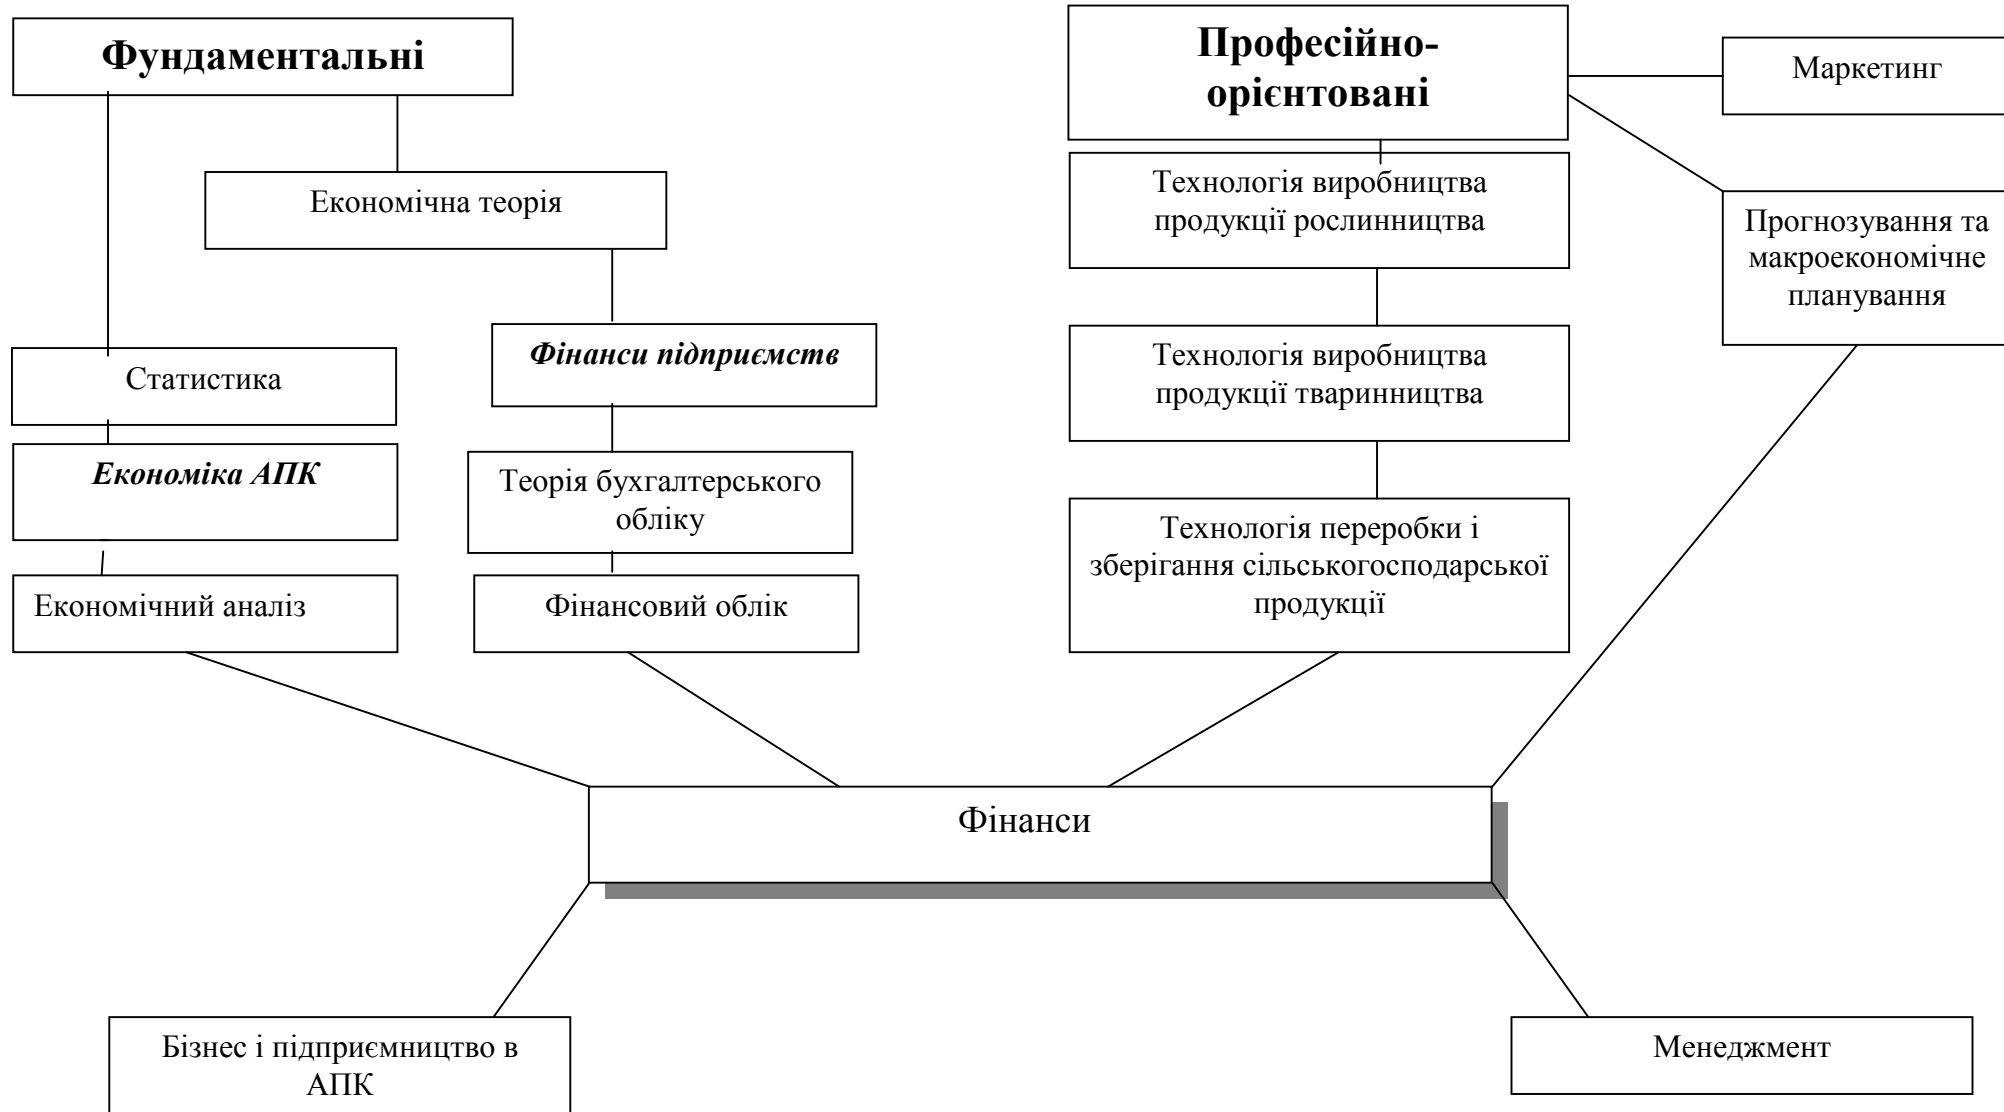 Фундаментальні
Професійно-
орієнтовані
Маркетинг
Економічна теорія
Технологія виробництва
продукції рослинництва
Прогнозування та
макроекономічне
планування
Статистика
Фінанси підприємств
Технологія виробництва
продукції тваринництва
Економіка АПК
Теорія бухгалтерського
обліку
Технологія переробки і
зберігання сільськогосподарської
продукції
Економічний аналіз
Фінансовий облік
Фінанси
Бізнес і підприємництво в
АПК
Менеджмент